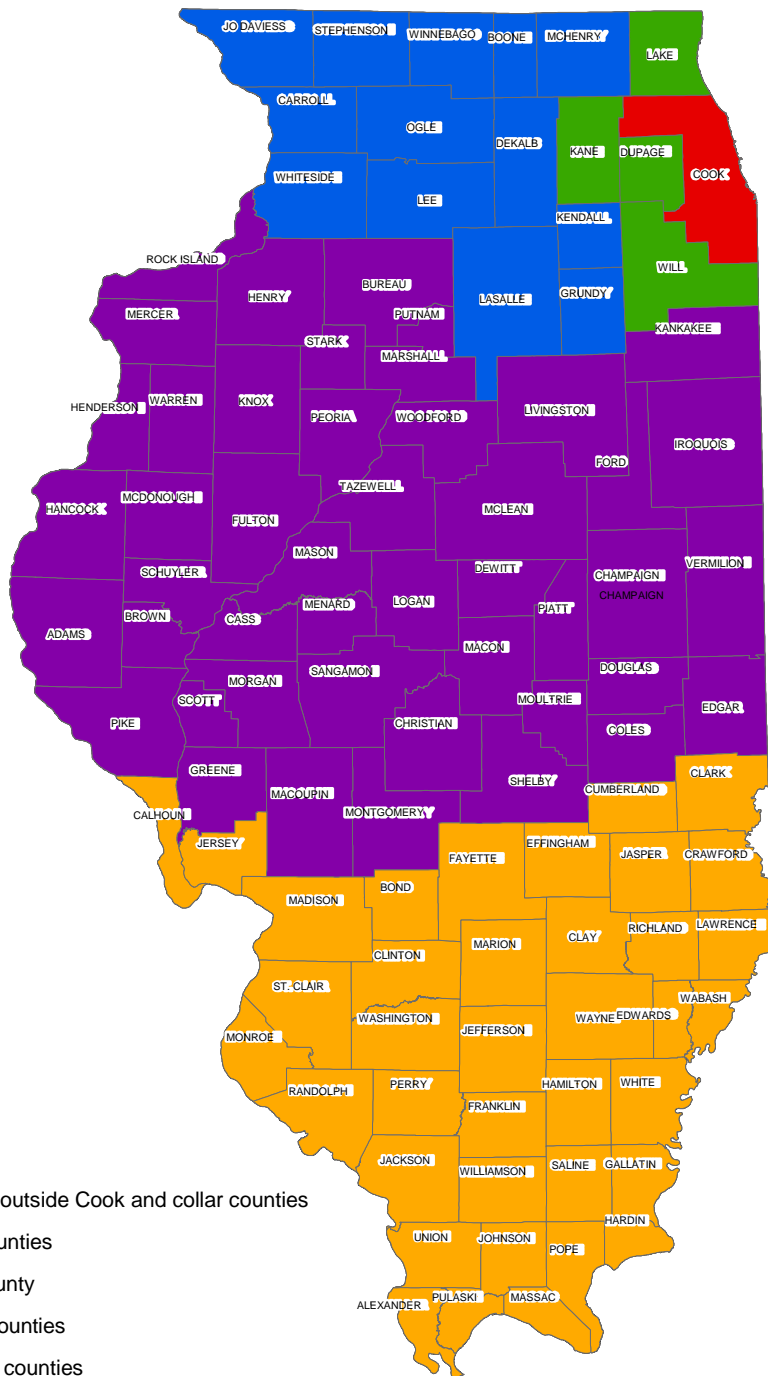 JO DAVIESS
STEPHENSON
WINNEBAGO
BOONE
MCHENRY
LAKE
CARROLL
OGLE
DEKALB
KANE
DUPAGE
COOK
WHITESIDE
LEE
KENDALL
ROCK ISLAND
HENRY
BUREAU
LASALLE
GRUNDY
WILL
MERCER
PUTNAM
KANKAKEE
STARK
MARSHALL
HENDERSON
WARREN
KNOX
PEORIA
WOODFORD
LIVINGSTON
IROQUOIS
FORD
HANCOCK
MCDONOUGH
TAZEWELL
FULTON
MCLEAN
MASON
SCHUYLER
DEWITT
CHAMPAIGN
VERMILION
CHAMPAIGN
BROWN
CASS
MENARD
LOGAN
PIATT
ADAMS
MACON
SANGAMON
DOUGLAS
MORGAN
SCOTT
MOULTRIE
EDGAR
PIKE
CHRISTIAN
COLES
GREENE
MACOUPIN
SHELBY
CLARK
CUMBERLAND
CALHOUN
MONTGOMERY
JERSEY
FAYETTE
EFFINGHAM
JASPER
CRAWFORD
MADISON
BOND
CLINTON
MARION
CLAY
RICHLAND
LAWRENCE
ST. CLAIR
WASHINGTON
JEFFERSON
WAYNE
EDWARDS
WABASH
MONROE
RANDOLPH
PERRY
HAMILTON
WHITE
FRANKLIN
JACKSON
WILLIAMSON
SALINE
GALLATIN
UNION
JOHNSON
POPE
HARDIN
ALEXANDER
PULASKI
MASSAC
outside Cook and collar counties
unties
unty
ounties
counties